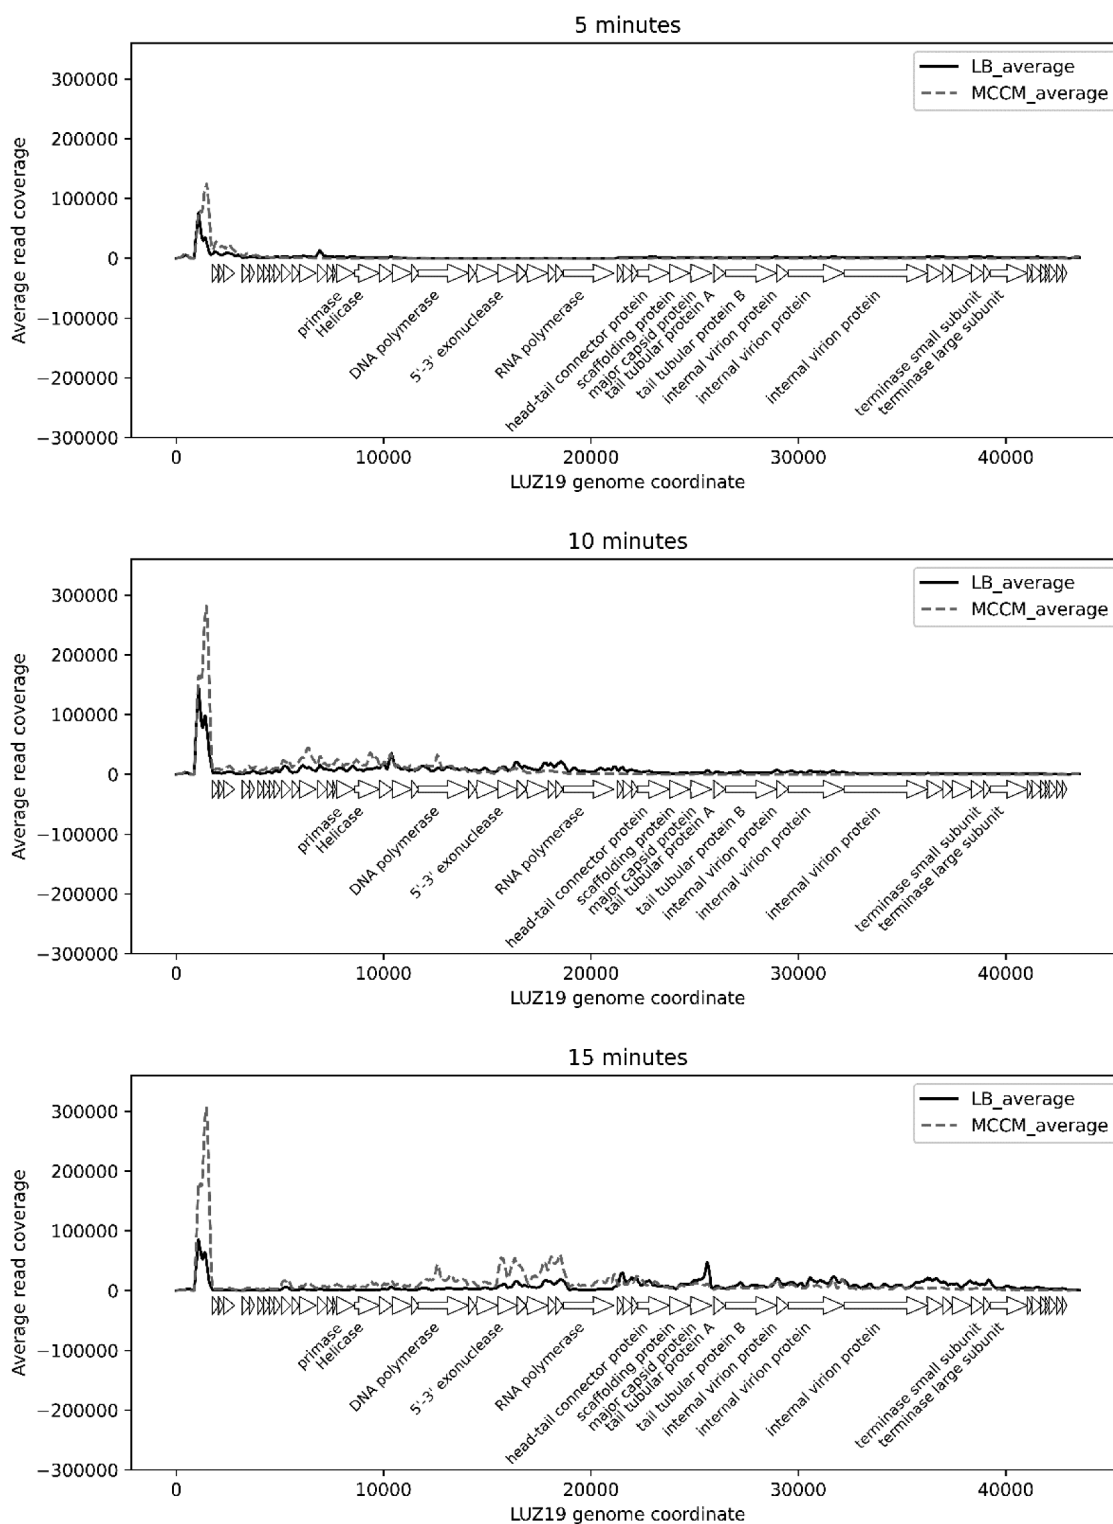 5 minutes
LB_average
MCCM_average
Average read coverage
300000
200000
100000
0
−100000
−200000
−300000
primase
Helicase
DNA polymerase
5'-3' exonuclease
RNA polymerase
head-tail connector protein
scaffolding protein
major capsid protein
tail tubular protein A
tail tubular protein B
internal virion protein
internal virion protein
internal virion protein
terminase small subunit
terminase large subunit
0 10000 20000 30000 40000
LUZ19 genome coordinate
10 minutes
LB_average
MCCM_average
Average read coverage
300000
200000
100000
0
−100000
−200000
−300000
primase
Helicase
DNA polymerase
5'-3' exonuclease
RNA polymerase
head-tail connector protein
scaffolding protein
major capsid protein
tail tubular protein A
tail tubular protein B
internal virion protein
internal virion protein
internal virion protein
terminase small subunit
terminase large subunit
0 10000 20000 30000 40000
LUZ19 genome coordinate
15 minutes
LB_average
MCCM_average
Average read coverage
300000
200000
100000
0
−100000
−200000
−300000
primase
Helicase
DNA polymerase
5'-3' exonuclease
RNA polymerase
head-tail connector protein
scaffolding protein
major capsid protein
tail tubular protein A
tail tubular protein B
internal virion protein
internal virion protein
internal virion protein
terminase small subunit
terminase large subunit
0 10000 20000 30000 40000
LUZ19 genome coordinate